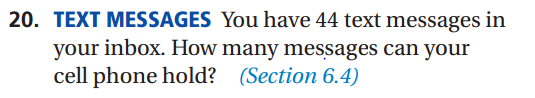 20. TEXT MESSAGES You have 44 text messages in
your inbox. How many messages can your
cell phone hold? (Section 6.4)